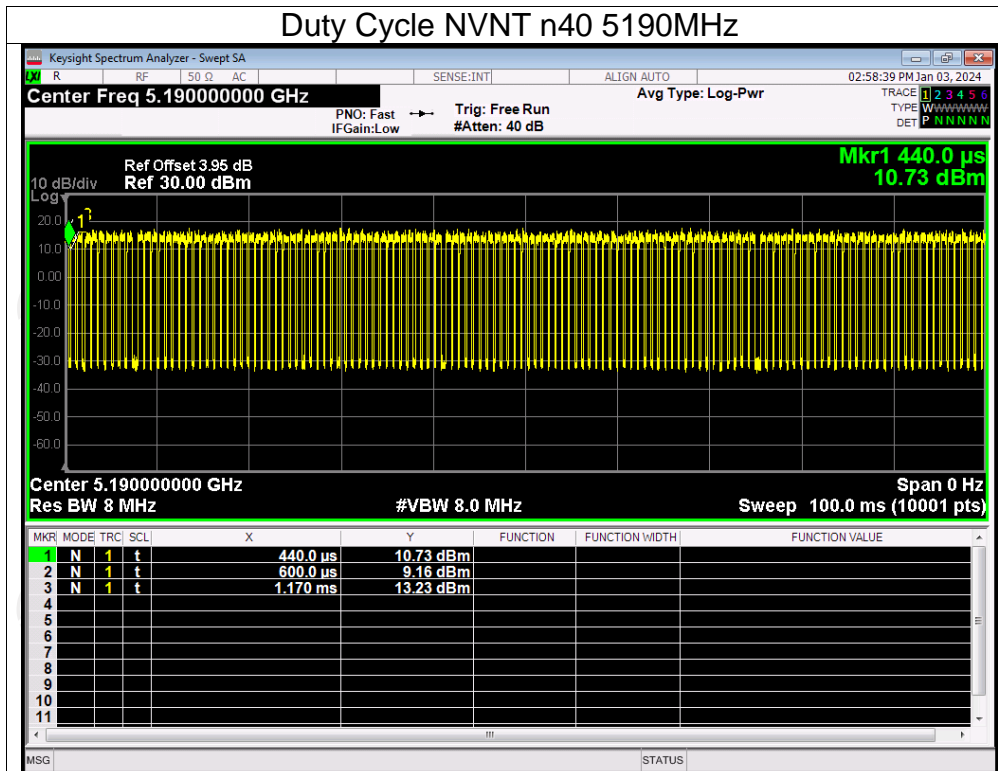 Duty Cycle NVNT n40 5190MHz
Keysight Spectrum Analyzer - Swept SA
LXI R RF 50 Ω AC SENSE:INT ALIGN AUTO 02:58:39 PM Jan 03, 2024
Center Freq 5.190000000 GHz
PNO: Fast
IFGain:Low
Trig: Free Run
#Atten: 40 dB
Avg Type: Log-Pwr
TRACE 1 2 3 4 5 6
TYPE WWWWWW
DET P N N N N N
Mkr1 440.0 µs
10.73 dBm
Ref Offset 3.95 dB
10 dB/div Ref 30.00 dBm
Log
20.0
10.0
0.00
-10.0
-20.0
-30.0
-40.0
-50.0
-60.0
1
Center 5.190000000 GHz Span 0 Hz
Res BW 8 MHz #VBW 8.0 MHz Sweep 100.0 ms (10001 pts)
MKR MODE TRC SCL X Y FUNCTION FUNCTION WIDTH FUNCTION VALUE
1 N 1 t 440.0 µs 10.73 dBm
2 N 1 t 600.0 µs 9.16 dBm
3 N 1 t 1.170 ms 13.23 dBm
4
5
6
7
8
9
10
11
MSG STATUS